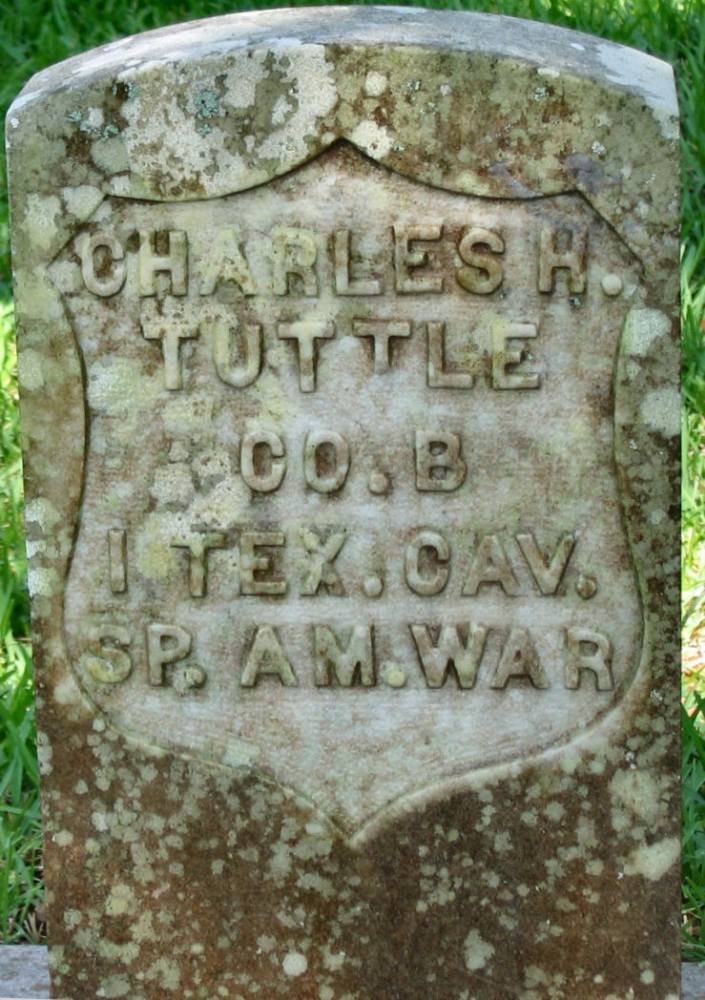 CHARLES H.
TUTTLE
CO. B
1 TEX. CAV.
SP. AM. WAR